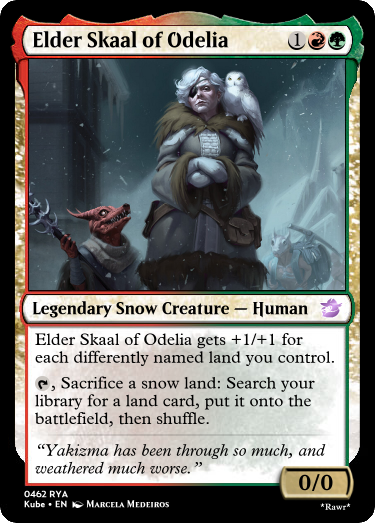 Elder Skaal of Odelia 1
Legendary Snow Creature — Human
Elder Skaal of Odelia gets +1/+1 for
each differently named land you control.
, Sacrifice a snow land: Search your
library for a land card, put it onto the
battlefield, then shuffle.
“Yakizma has been through so much, and
weathered much worse.”
0/0
0462 RYA
Kube • EN Marcela Medeiros
*Rawr*